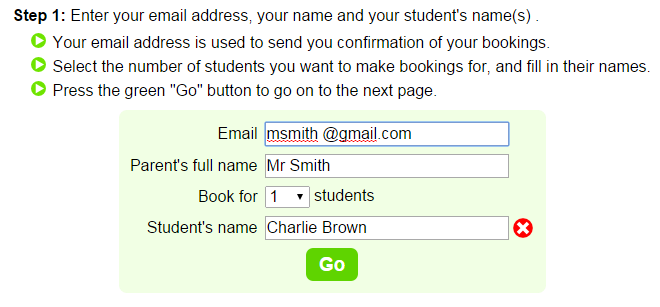 Step 1: Enter your email address, your name and your student's name(s) .
Your email address is used to send you confirmation of your bookings.
Select the number of students you want to make bookings for, and fill in their names.
Press the green "Go" button to go on to the next page.
Email msmith @gmail.com
Parent's full name Mr Smith
Book for 1 students
Student's name Charlie Brown
Go